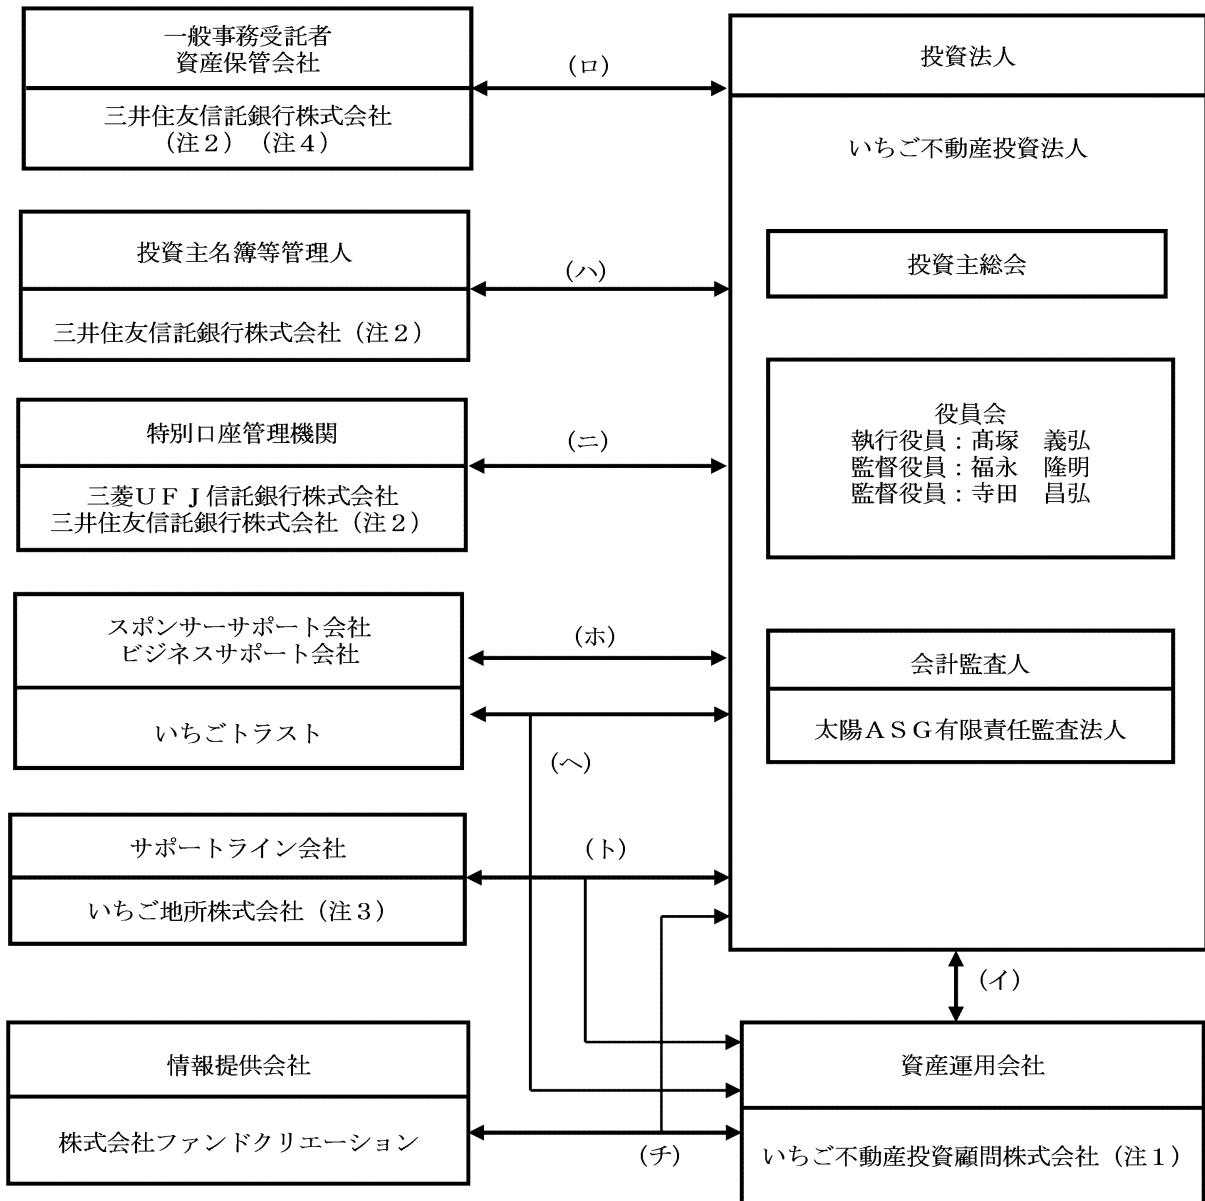 一般事務受託者
資産保管会社
三井住友信託銀行株式会社
（注２）（注４）
（ロ）
投資法人
いちご不動産投資法人
投資主名簿等管理人
三井住友信託銀行株式会社（注２）
（ハ）
投資主総会
特別口座管理機関
三菱ＵＦＪ信託銀行株式会社
三井住友信託銀行株式会社（注２）
（ニ）
役員会
執行役員：髙塚　義弘
監督役員：福永　隆明
監督役員：寺田　昌弘
スポンサーサポート会社
ビジネスサポート会社
いちごトラスト
（ホ）
（ヘ）
会計監査人
太陽ＡＳＧ有限責任監査法人
サポートライン会社
いちご地所株式会社（注３）
（ト）
（イ）
情報提供会社
株式会社ファンドクリエーション
（チ）
資産運用会社
いちご不動産投資顧問株式会社（注１）